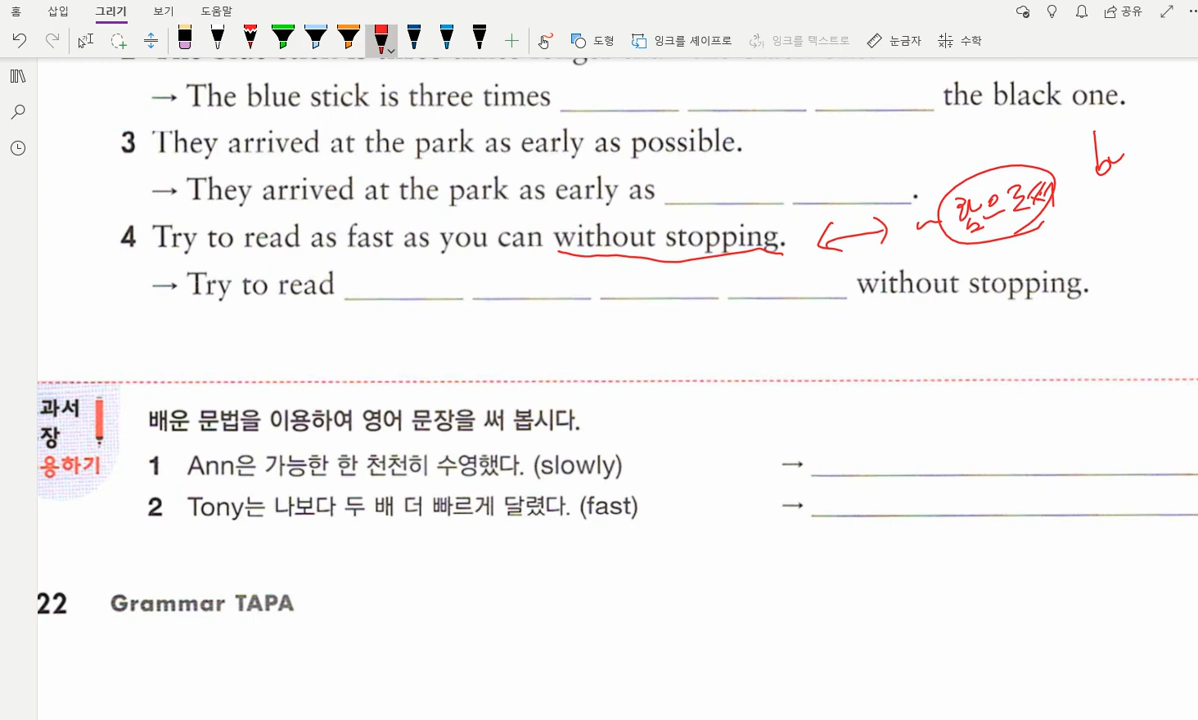 홈 삽입 그리기 보기 도움말
공유
도형 잉크를 셰이프로 잉크를 텍스트로 눈금자 수학
→ The blue stick is three times the black one.
3 They arrived at the park as early as possible.
→ They arrived at the park as early as .
4 Try to read as fast as you can without stopping. ~함으로써
→ Try to read without stopping.
과서
장
용하기
배운 문법을 이용하여 영어 문장을 써 봅시다.
1 Ann은 가능한 한 천천히 수영했다. (slowly) →
2 Tony는 나보다 두 배 더 빠르게 달렸다. (fast) →
22 Grammar TAPA